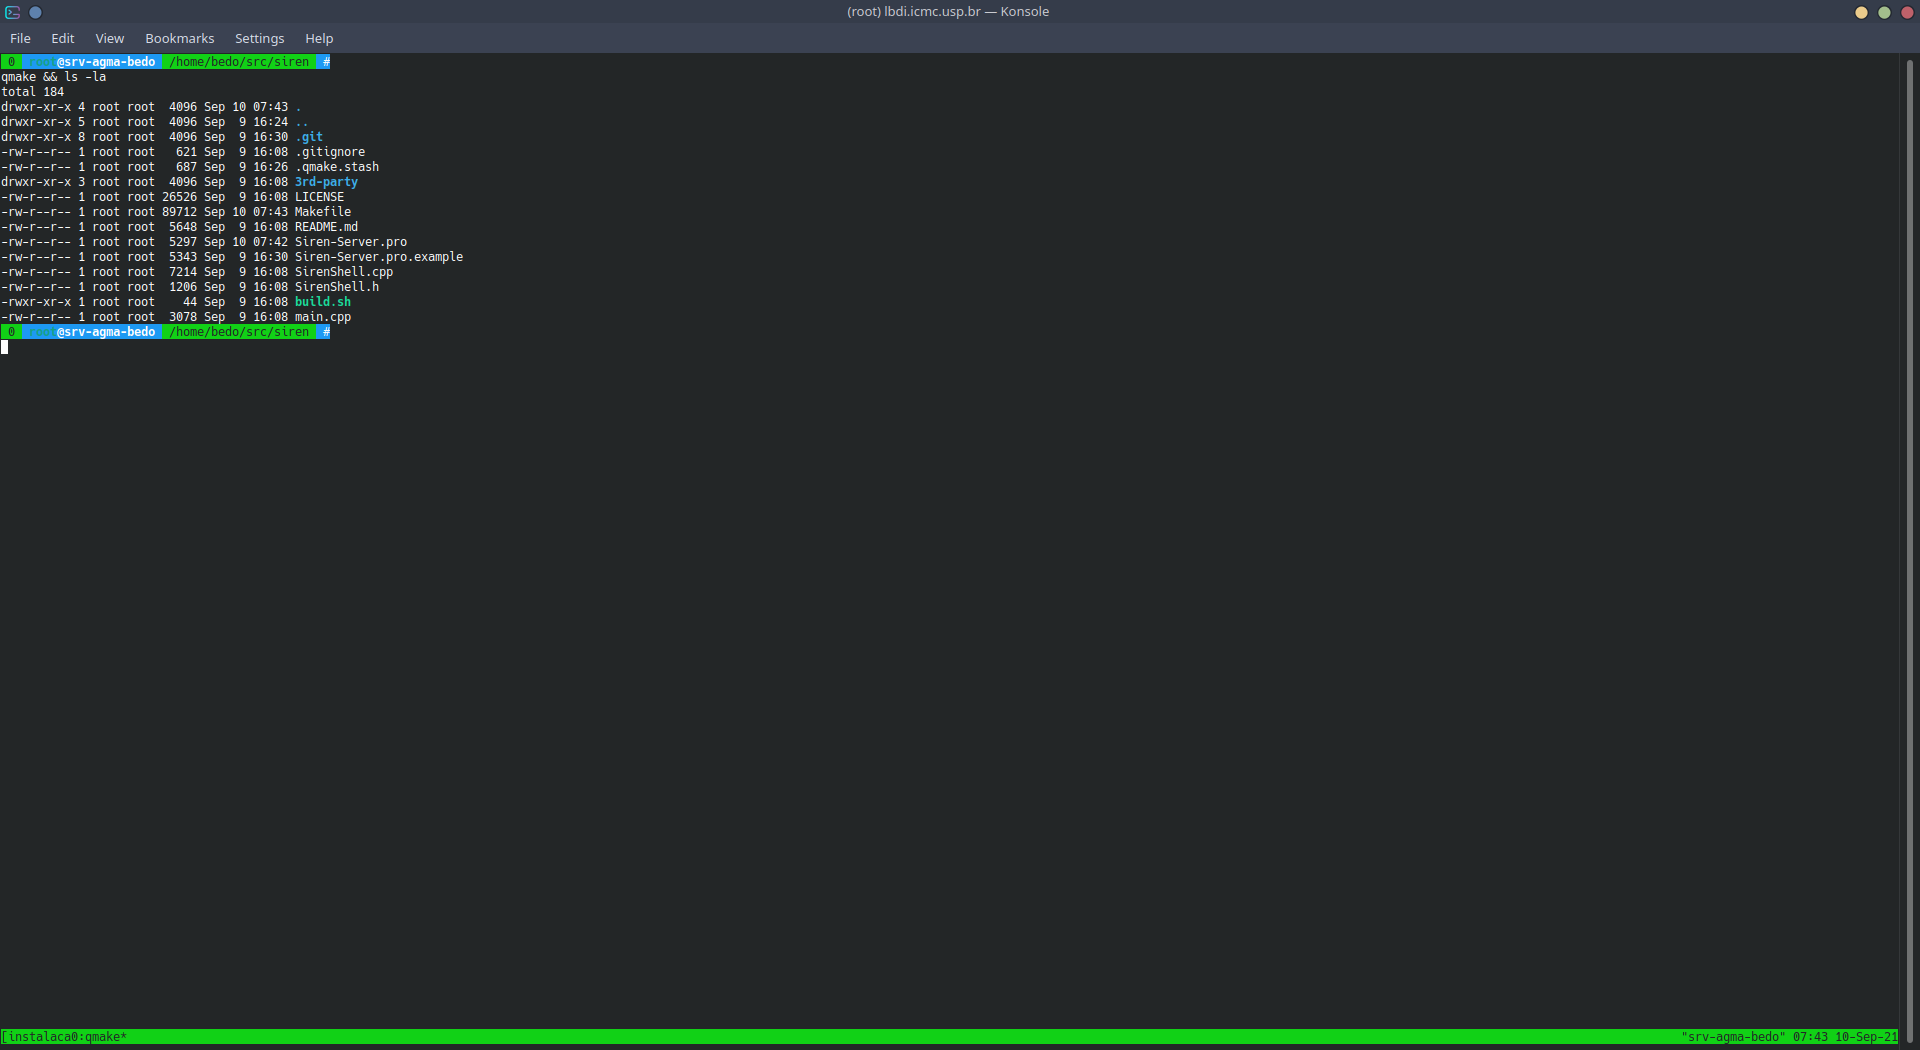 (root) lbdi.icmc.usp.br — Konsole
File Edit View Bookmarks Settings Help
0 root@srv-agma-bedo /home/bedo/src/siren #
qmake && ls -la
total 184
drwxr-xr-x 4 root root  4096 Sep 10 07:43 .
drwxr-xr-x 5 root root  4096 Sep  9 16:24 ..
drwxr-xr-x 8 root root  4096 Sep  9 16:30 .git
-rw-r--r-- 1 root root   621 Sep  9 16:08 .gitignore
-rw-r--r-- 1 root root   687 Sep  9 16:26 .qmake.stash
drwxr-xr-x 3 root root  4096 Sep  9 16:08 3rd-party
-rw-r--r-- 1 root root 26526 Sep  9 16:08 LICENSE
-rw-r--r-- 1 root root 89712 Sep 10 07:43 Makefile
-rw-r--r-- 1 root root  5648 Sep  9 16:08 README.md
-rw-r--r-- 1 root root  5297 Sep 10 07:42 Siren-Server.pro
-rw-r--r-- 1 root root  5343 Sep  9 16:30 Siren-Server.pro.example
-rw-r--r-- 1 root root  7214 Sep  9 16:08 SirenShell.cpp
-rw-r--r-- 1 root root  1206 Sep  9 16:08 SirenShell.h
-rwxr-xr-x 1 root root    44 Sep  9 16:08 build.sh
-rw-r--r-- 1 root root  3078 Sep  9 16:08 main.cpp
0 root@srv-agma-bedo /home/bedo/src/siren #
[instalaca0:qmake* "srv-agma-bedo" 07:43 10-Sep-21